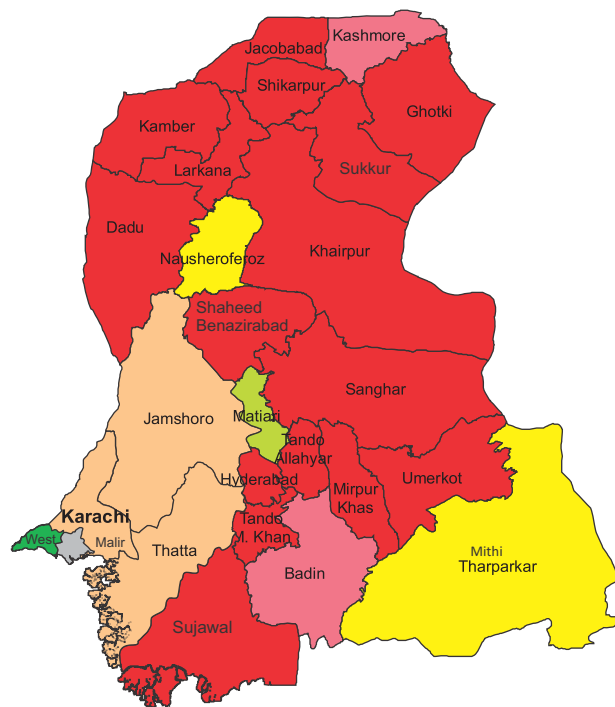 Kashmore
Jacobabad
Shikarpur
Ghotki
Kamber
Larkana
Sukkur
Dadu
Khairpur
Nausheroferoz
Shaheed
Benazirabad
Sanghar
Jamshoro
Matiari
Tando
Allahyar
Hyderabad
Umerkot
Mirpur
Khas
Karachi
Tando
M. Khan
West
Malir
Thatta
Mithi
Tharparkar
Badin
Sujawal